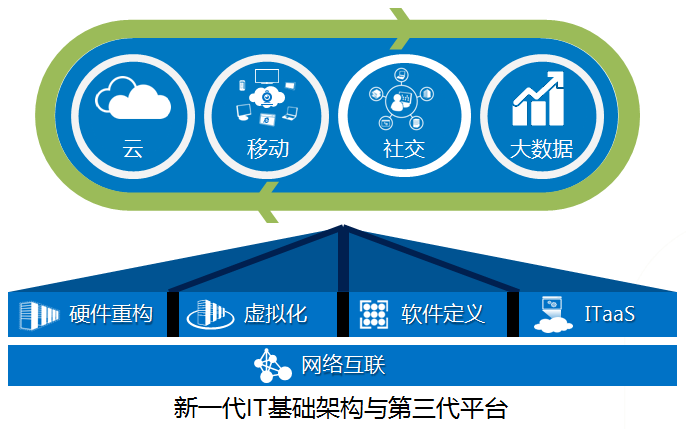 云 移动 社交 大数据
硬件重构 虚拟化 软件定义 ITaaS
网络互联
新一代IT基础架构与第三代平台